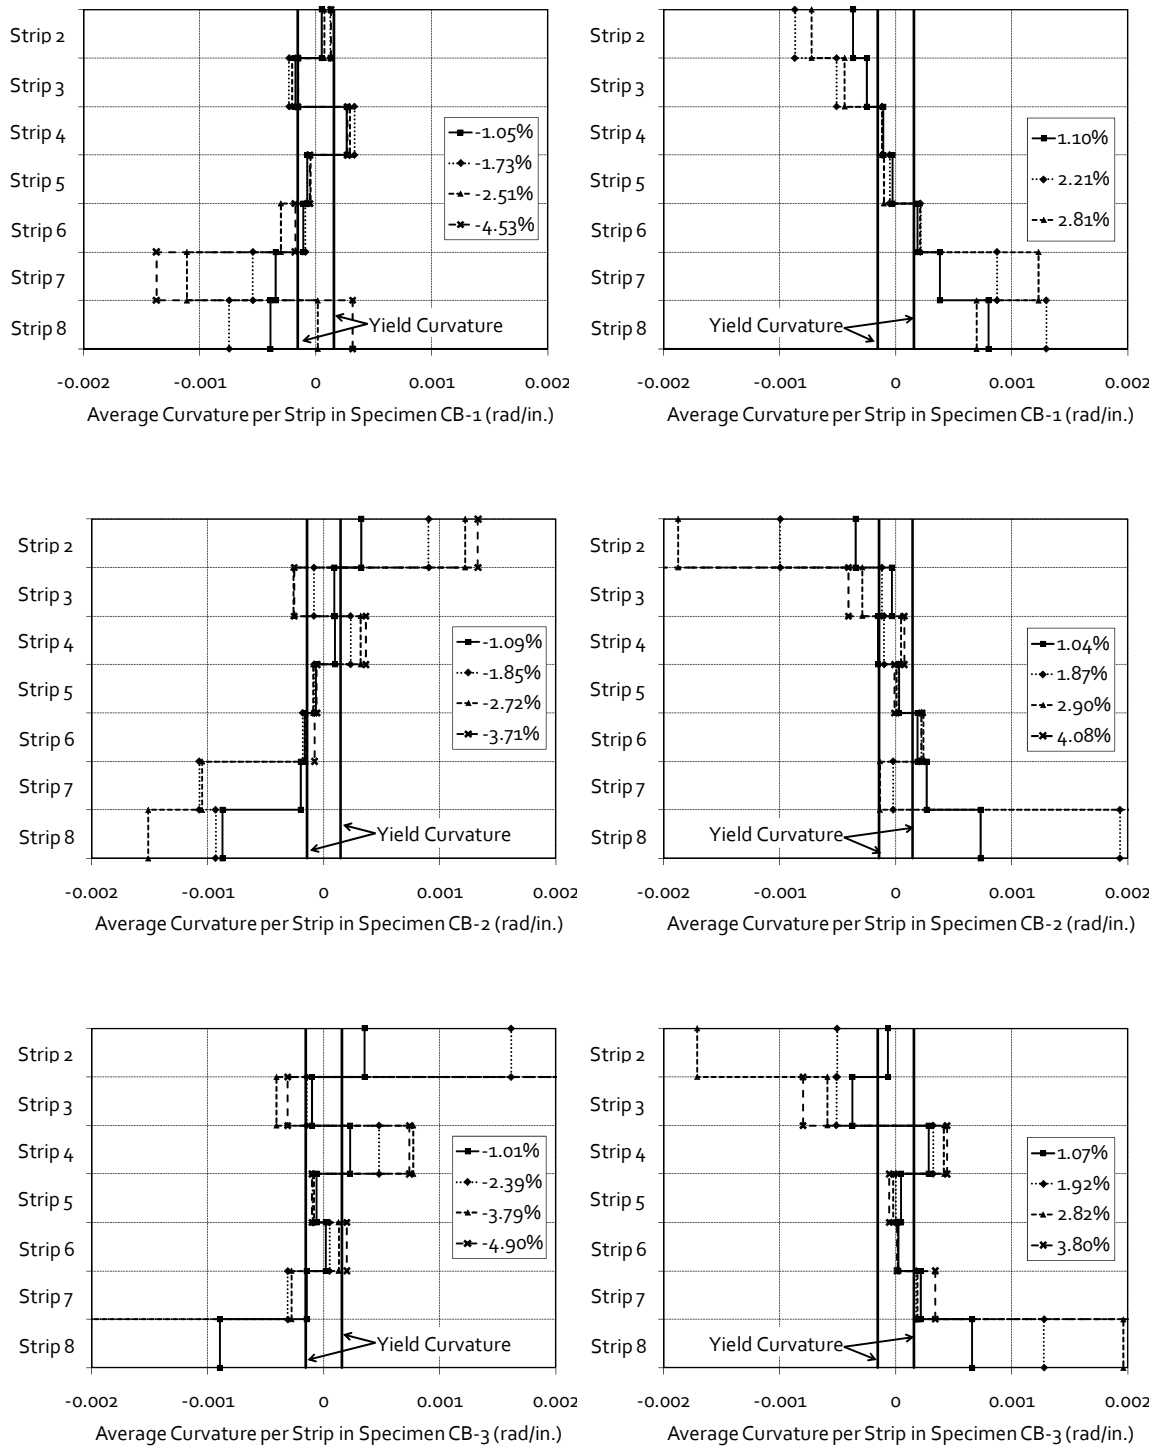 Strip 2
Strip 3
Strip 4
Strip 5
Strip 6
Strip 7
Strip 8
-1.05%
-1.73%
-2.51%
-4.53%
Yield Curvature
-0.002 -0.001 0 0.001 0.002
Average Curvature per Strip in Specimen CB-1 (rad/in.)
Strip 2
Strip 3
Strip 4
Strip 5
Strip 6
Strip 7
Strip 8
1.10%
2.21%
2.81%
Yield Curvature
-0.002 -0.001 0 0.001 0.002
Average Curvature per Strip in Specimen CB-1 (rad/in.)
Strip 2
Strip 3
Strip 4
Strip 5
Strip 6
Strip 7
Strip 8
-1.09%
-1.85%
-2.72%
-3.71%
Yield Curvature
-0.002 -0.001 0 0.001 0.002
Average Curvature per Strip in Specimen CB-2 (rad/in.)
Strip 2
Strip 3
Strip 4
Strip 5
Strip 6
Strip 7
Strip 8
1.04%
1.87%
2.90%
4.08%
Yield Curvature
-0.002 -0.001 0 0.001 0.002
Average Curvature per Strip in Specimen CB-2 (rad/in.)
Strip 2
Strip 3
Strip 4
Strip 5
Strip 6
Strip 7
Strip 8
-1.01%
-2.39%
-3.79%
-4.90%
Yield Curvature
-0.002 -0.001 0 0.001 0.002
Average Curvature per Strip in Specimen CB-3 (rad/in.)
Strip 2
Strip 3
Strip 4
Strip 5
Strip 6
Strip 7
Strip 8
1.07%
1.92%
2.82%
3.80%
Yield Curvature
-0.002 -0.001 0 0.001 0.002
Average Curvature per Strip in Specimen CB-3 (rad/in.)